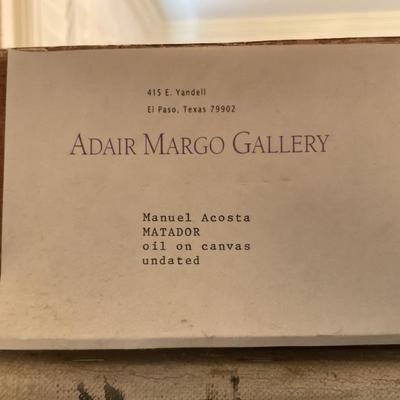 415 E. Yandell
El Paso, Texas 79902
ADAIR MARGO GALLERY
Manuel Acosta
MATADOR
oil on canvas
undated